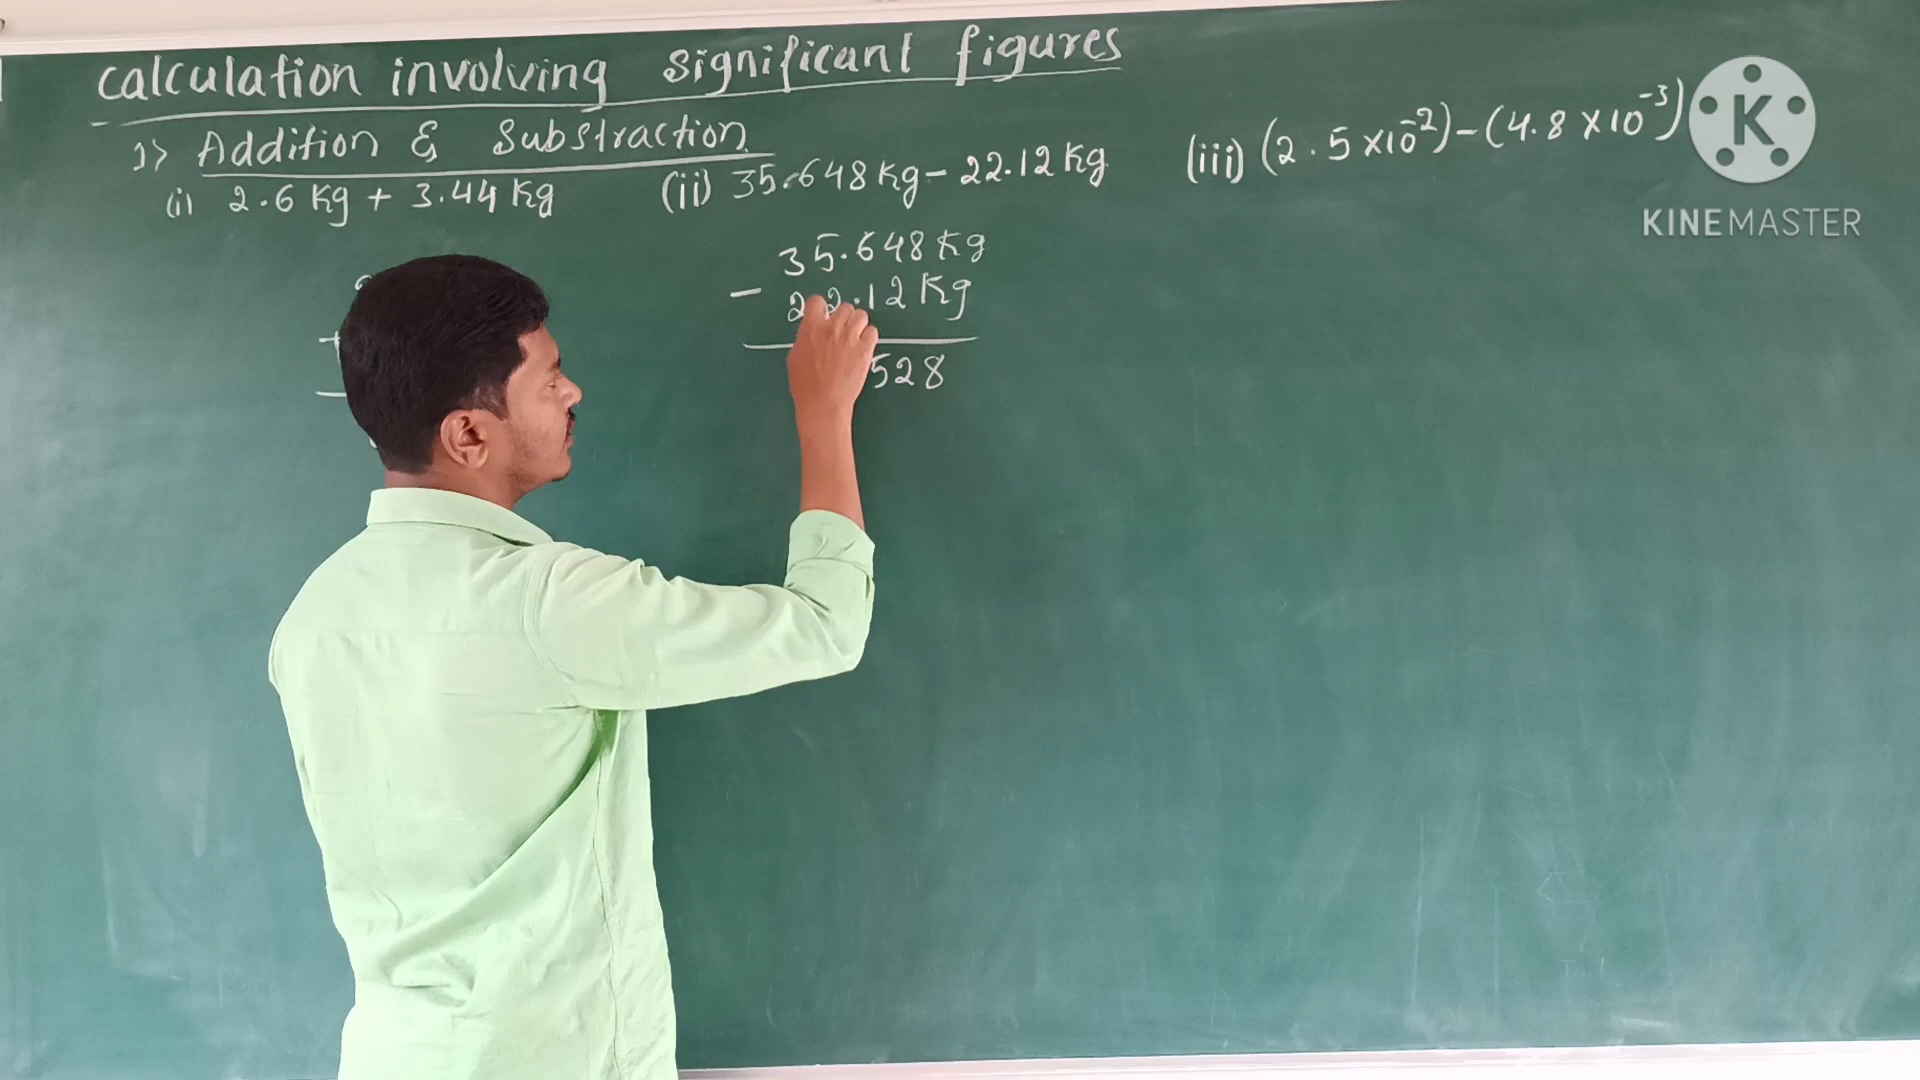 Calculation involving significant figures
1> Addition & Substraction
(i) 2.6 Kg + 3.44 Kg
(ii) 35.648 Kg - 22.12 Kg
(iii) (2.5 x10⁻²) - (4.8 x 10⁻³)
35.648 Kg
- 22.12 Kg
528
K
KINEMASTER